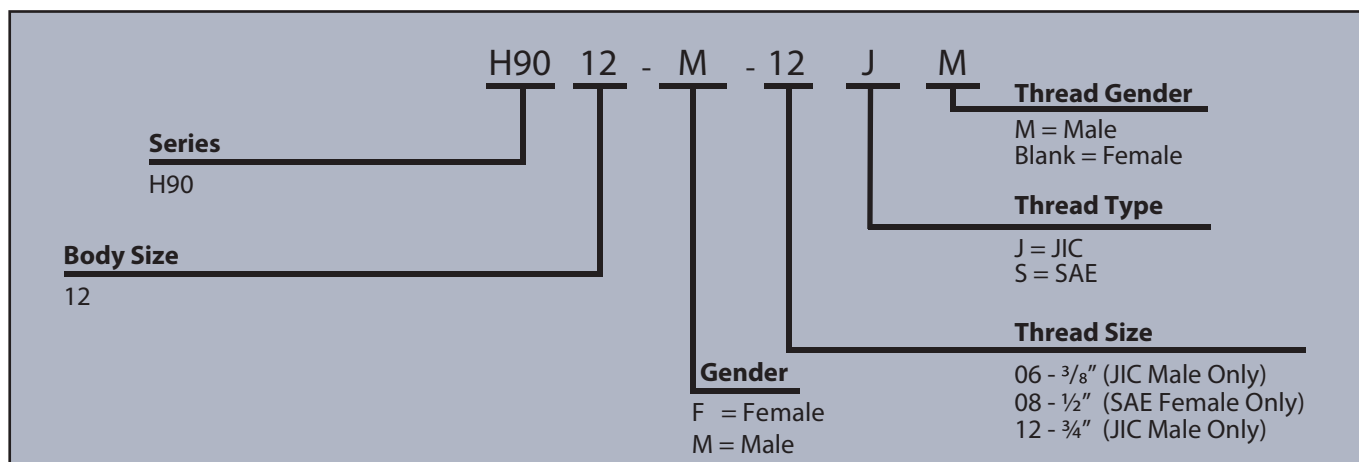 H90 12 - M - 12 J M
Series
H90
Body Size
12
Gender
F = Female
M = Male
Thread Gender
M = Male
Blank = Female
Thread Type
J = JIC
S = SAE
Thread Size
06 - ³/₈” (JIC Male Only)
08 - ½” (SAE Female Only)
12 - ¾” (JIC Male Only)